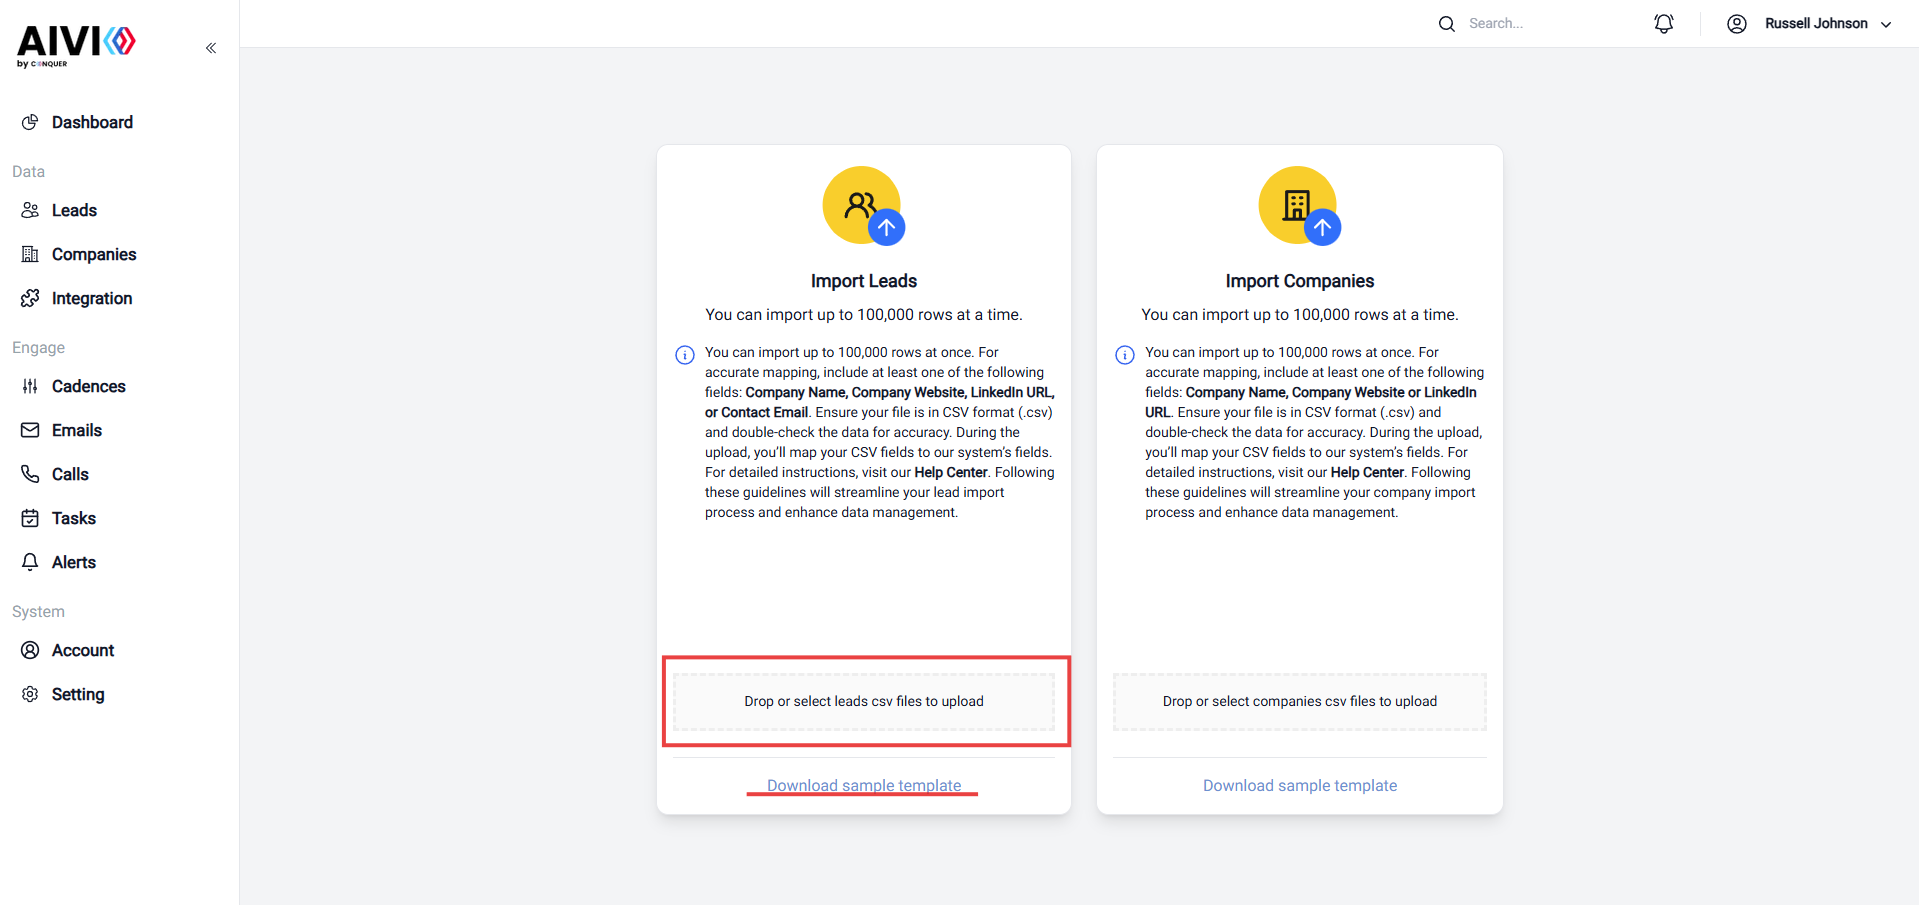 AIVI
by CONQUER
Search...
Russell Johnson
Dashboard
Data
Leads
Companies
Integration
Engage
Cadences
Emails
Calls
Tasks
Alerts
System
Account
Setting
Import Leads
You can import up to 100,000 rows at a time.
You can import up to 100,000 rows at once. For
accurate mapping, include at least one of the following
fields: Company Name, Company Website, LinkedIn URL,
or Contact Email. Ensure your file is in CSV format (.csv)
and double-check the data for accuracy. During the
upload, you’ll map your CSV fields to our system’s fields.
For detailed instructions, visit our Help Center. Following
these guidelines will streamline your lead import
process and enhance data management.
Drop or select leads csv files to upload
Download sample template
Import Companies
You can import up to 100,000 rows at a time.
You can import up to 100,000 rows at once. For
accurate mapping, include at least one of the following
fields: Company Name, Company Website or LinkedIn
URL. Ensure your file is in CSV format (.csv) and
double-check the data for accuracy. During the upload,
you’ll map your CSV fields to our system’s fields. For
detailed instructions, visit our Help Center. Following
these guidelines will streamline your company import
process and enhance data management.
Drop or select companies csv files to upload
Download sample template